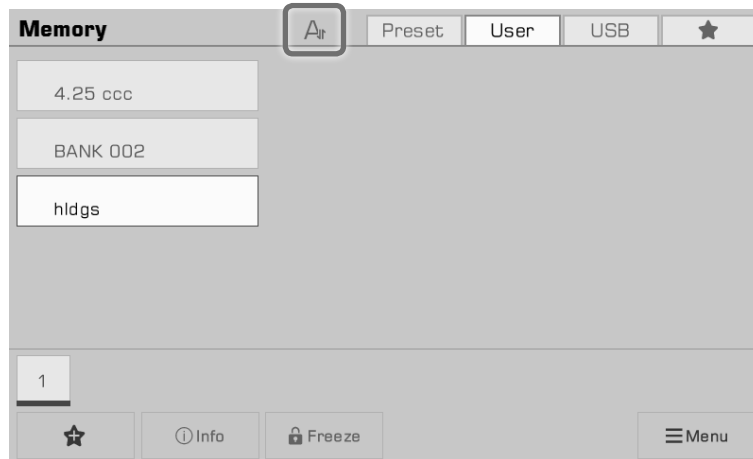 Memory A Preset User USB
4.25 ccc
BANK 002
hldgs
1
Info Freeze Menu